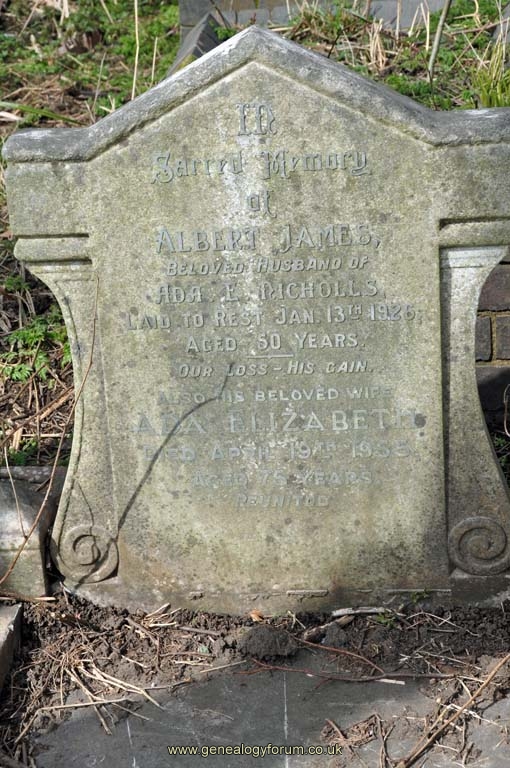 IN
Sacred Memory
of
ALBERT JAMES,
BELOVED HUSBAND OF
ADA E. NICHOLLS,
LAID TO REST JAN. 13TH 1926,
AGED 50 YEARS.
OUR LOSS - HIS GAIN.
ALSO HIS BELOVED WIFE
ADA ELIZABETH
DIED APRIL 19TH
AGED 75 YEARS.
REUNITED
www.genealogyforum.co.uk